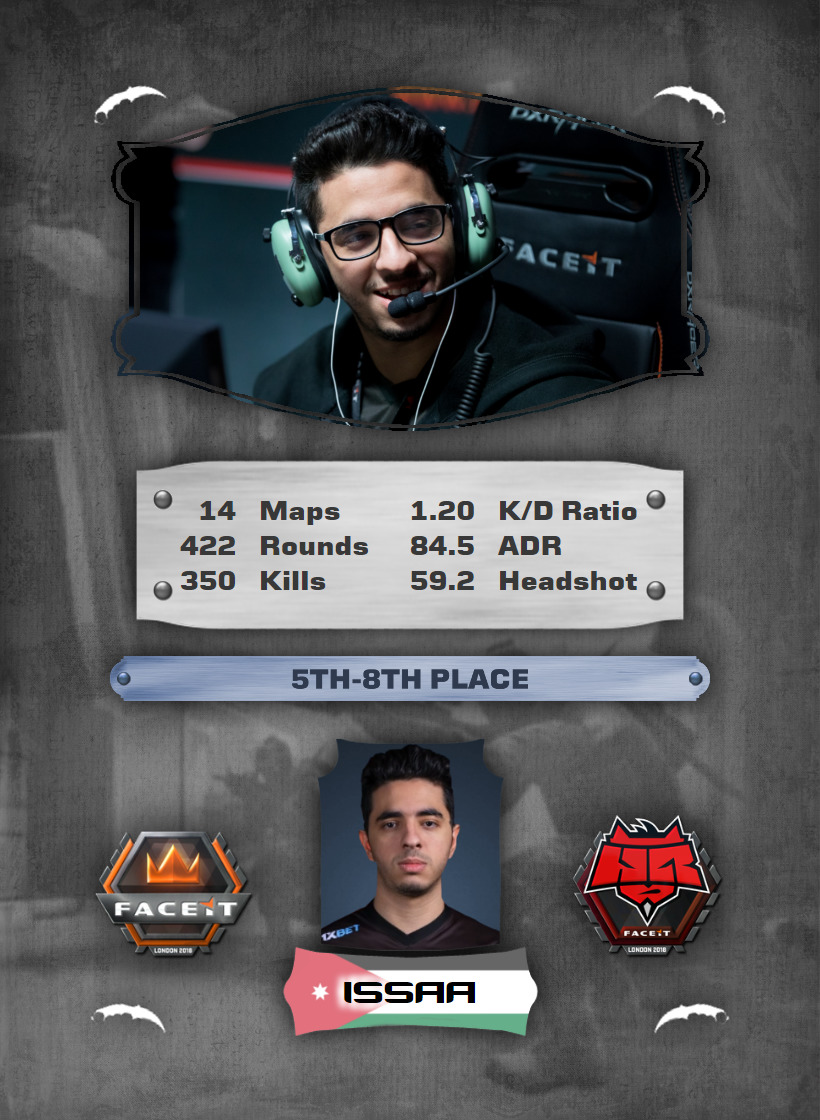 FACEIT
14 Maps 1.20 K/D Ratio
422 Rounds 84.5 ADR
350 Kills 59.2 Headshot
5TH-8TH PLACE
1XBET
FACEIT
LONDON 2018
HR
FACEIT
LONDON 2018
ISSAA